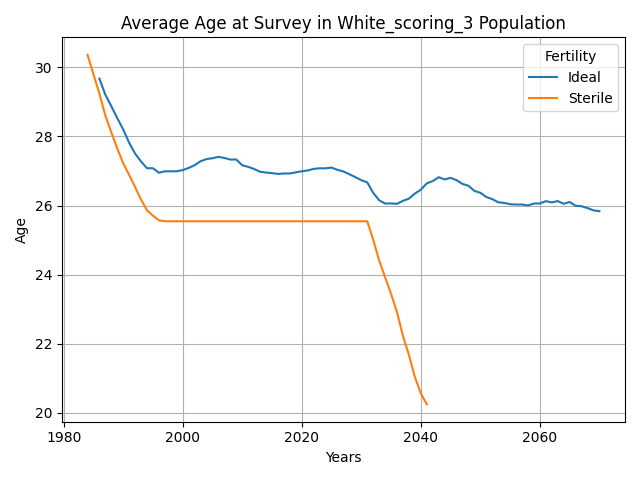 Average Age at Survey in White_scoring_3 Population
Fertility
Ideal
Sterile
Age
30
28
26
24
22
20
1980
2000
2020
2040
2060
Years